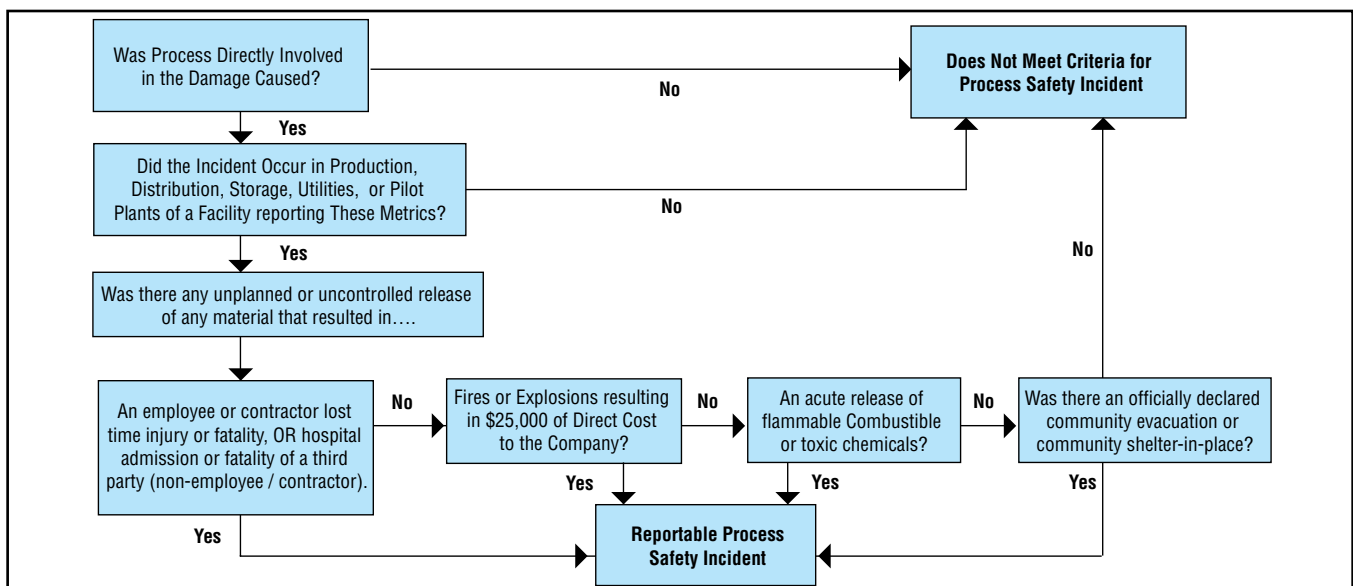 Was Process Directly Involved
in the Damage Caused?
No
Does Not Meet Criteria for
Process Safety Incident
Yes
Did the Incident Occur in Production,
Distribution, Storage, Utilities, or Pilot
Plants of a Facility reporting These Metrics?
No
Yes
No
Was there any unplanned or uncontrolled release
of any material that resulted in….
An employee or contractor lost
time injury or fatality, OR hospital
admission or fatality of a third
party (non-employee / contractor).
No
Fires or Explosions resulting
in $25,000 of Direct Cost
to the Company?
No
An acute release of
flammable Combustible
or toxic chemicals?
No
Was there an officially declared
community evacuation or
community shelter-in-place?
Yes
Yes
Yes
Yes
Reportable Process
Safety Incident